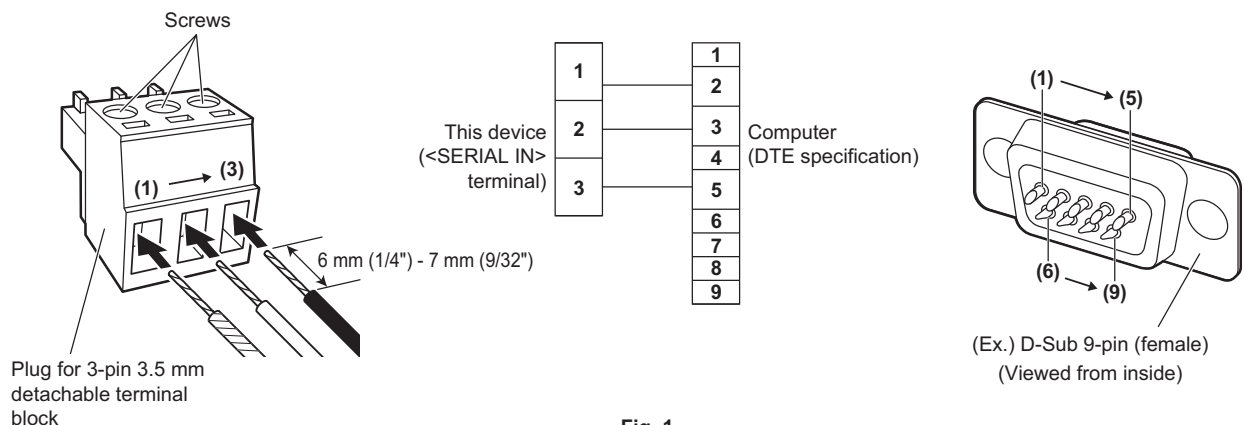 Screws
(1)
(3)
6 mm (1/4") - 7 mm (9/32")
Plug for 3-pin 3.5 mm
detachable terminal
block
This device
(<SERIAL IN>
terminal)
1
2
3
1
2
3
4
5
6
7
8
9
Computer
(DTE specification)
(1)
(5)
(6)
(9)
(Ex.) D-Sub 9-pin (female)
(Viewed from inside)